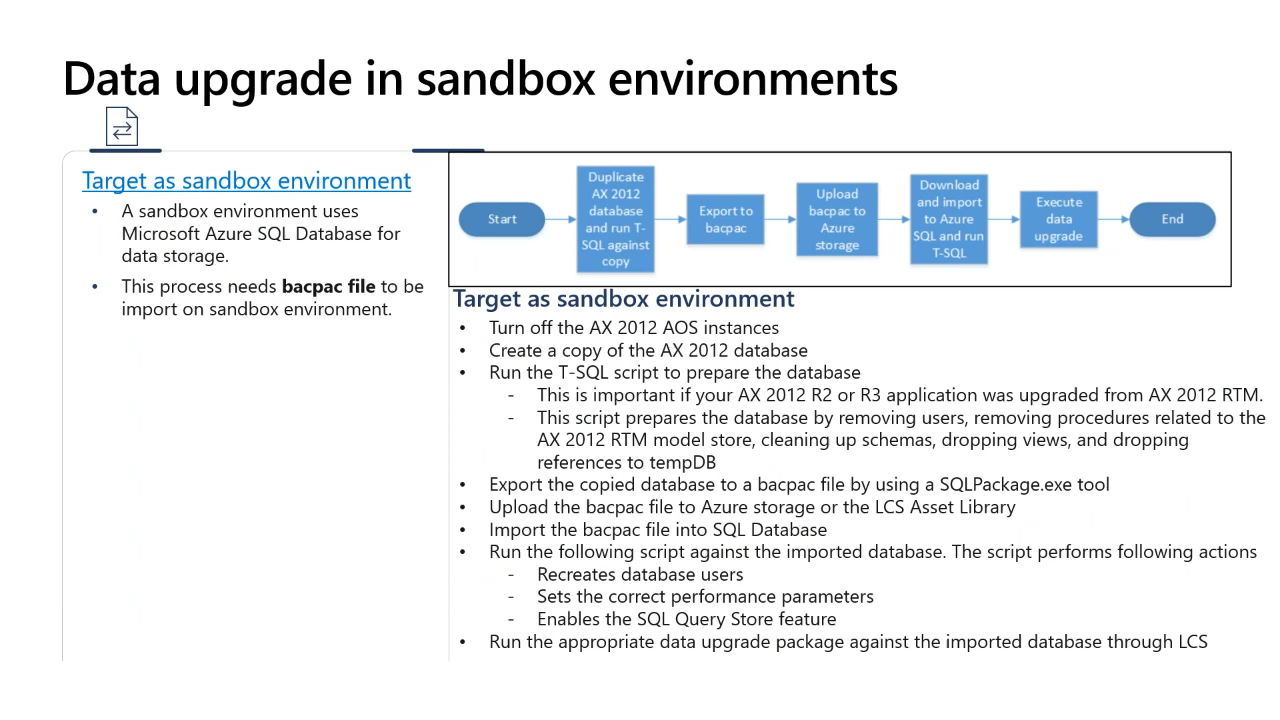 Data upgrade in sandbox environments
Target as sandbox environment
• A sandbox environment uses
Microsoft Azure SQL Database for
data storage.
• This process needs bacpac file to be
import on sandbox environment.
Start
Duplicate
AX 2012
database
and run T-
SQL against
copy
Export to
bacpac
Upload
bacpac to
Azure
storage
Download
and import
to Azure
SQL and run
T-SQL
Execute
data
upgrade
End
Target as sandbox environment
• Turn off the AX 2012 AOS instances
• Create a copy of the AX 2012 database
• Run the T-SQL script to prepare the database
- This is important if your AX 2012 R2 or R3 application was upgraded from AX 2012 RTM.
- This script prepares the database by removing users, removing procedures related to the
AX 2012 RTM model store, cleaning up schemas, dropping views, and dropping
references to tempDB
• Export the copied database to a bacpac file by using a SQLPackage.exe tool
• Upload the bacpac file to Azure storage or the LCS Asset Library
• Import the bacpac file into SQL Database
• Run the following script against the imported database. The script performs following actions
- Recreates database users
- Sets the correct performance parameters
- Enables the SQL Query Store feature
• Run the appropriate data upgrade package against the imported database through LCS